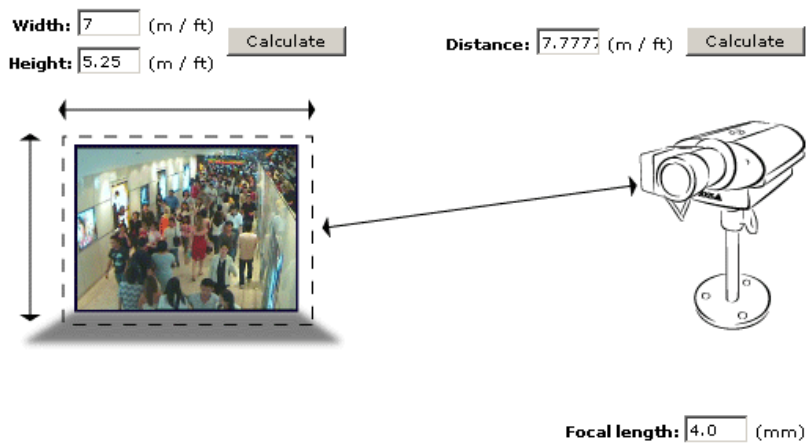 Width: 7 (m / ft)
Calculate
Height: 5.25 (m / ft)
Distance: 7.7777 (m / ft) Calculate
Focal length: 4.0 (mm)